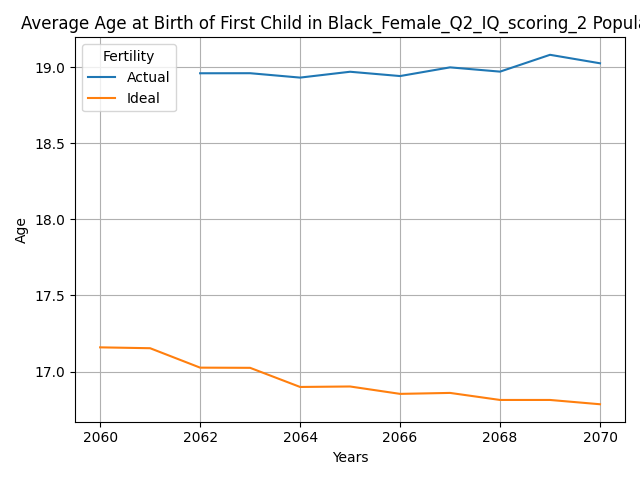 Average Age at Birth of First Child in Black_Female_Q2_IQ_scoring_2 Popula
Fertility
Actual
Ideal
19.0
18.5
18.0
17.5
17.0
Age
2060 2062 2064 2066 2068 2070
Years